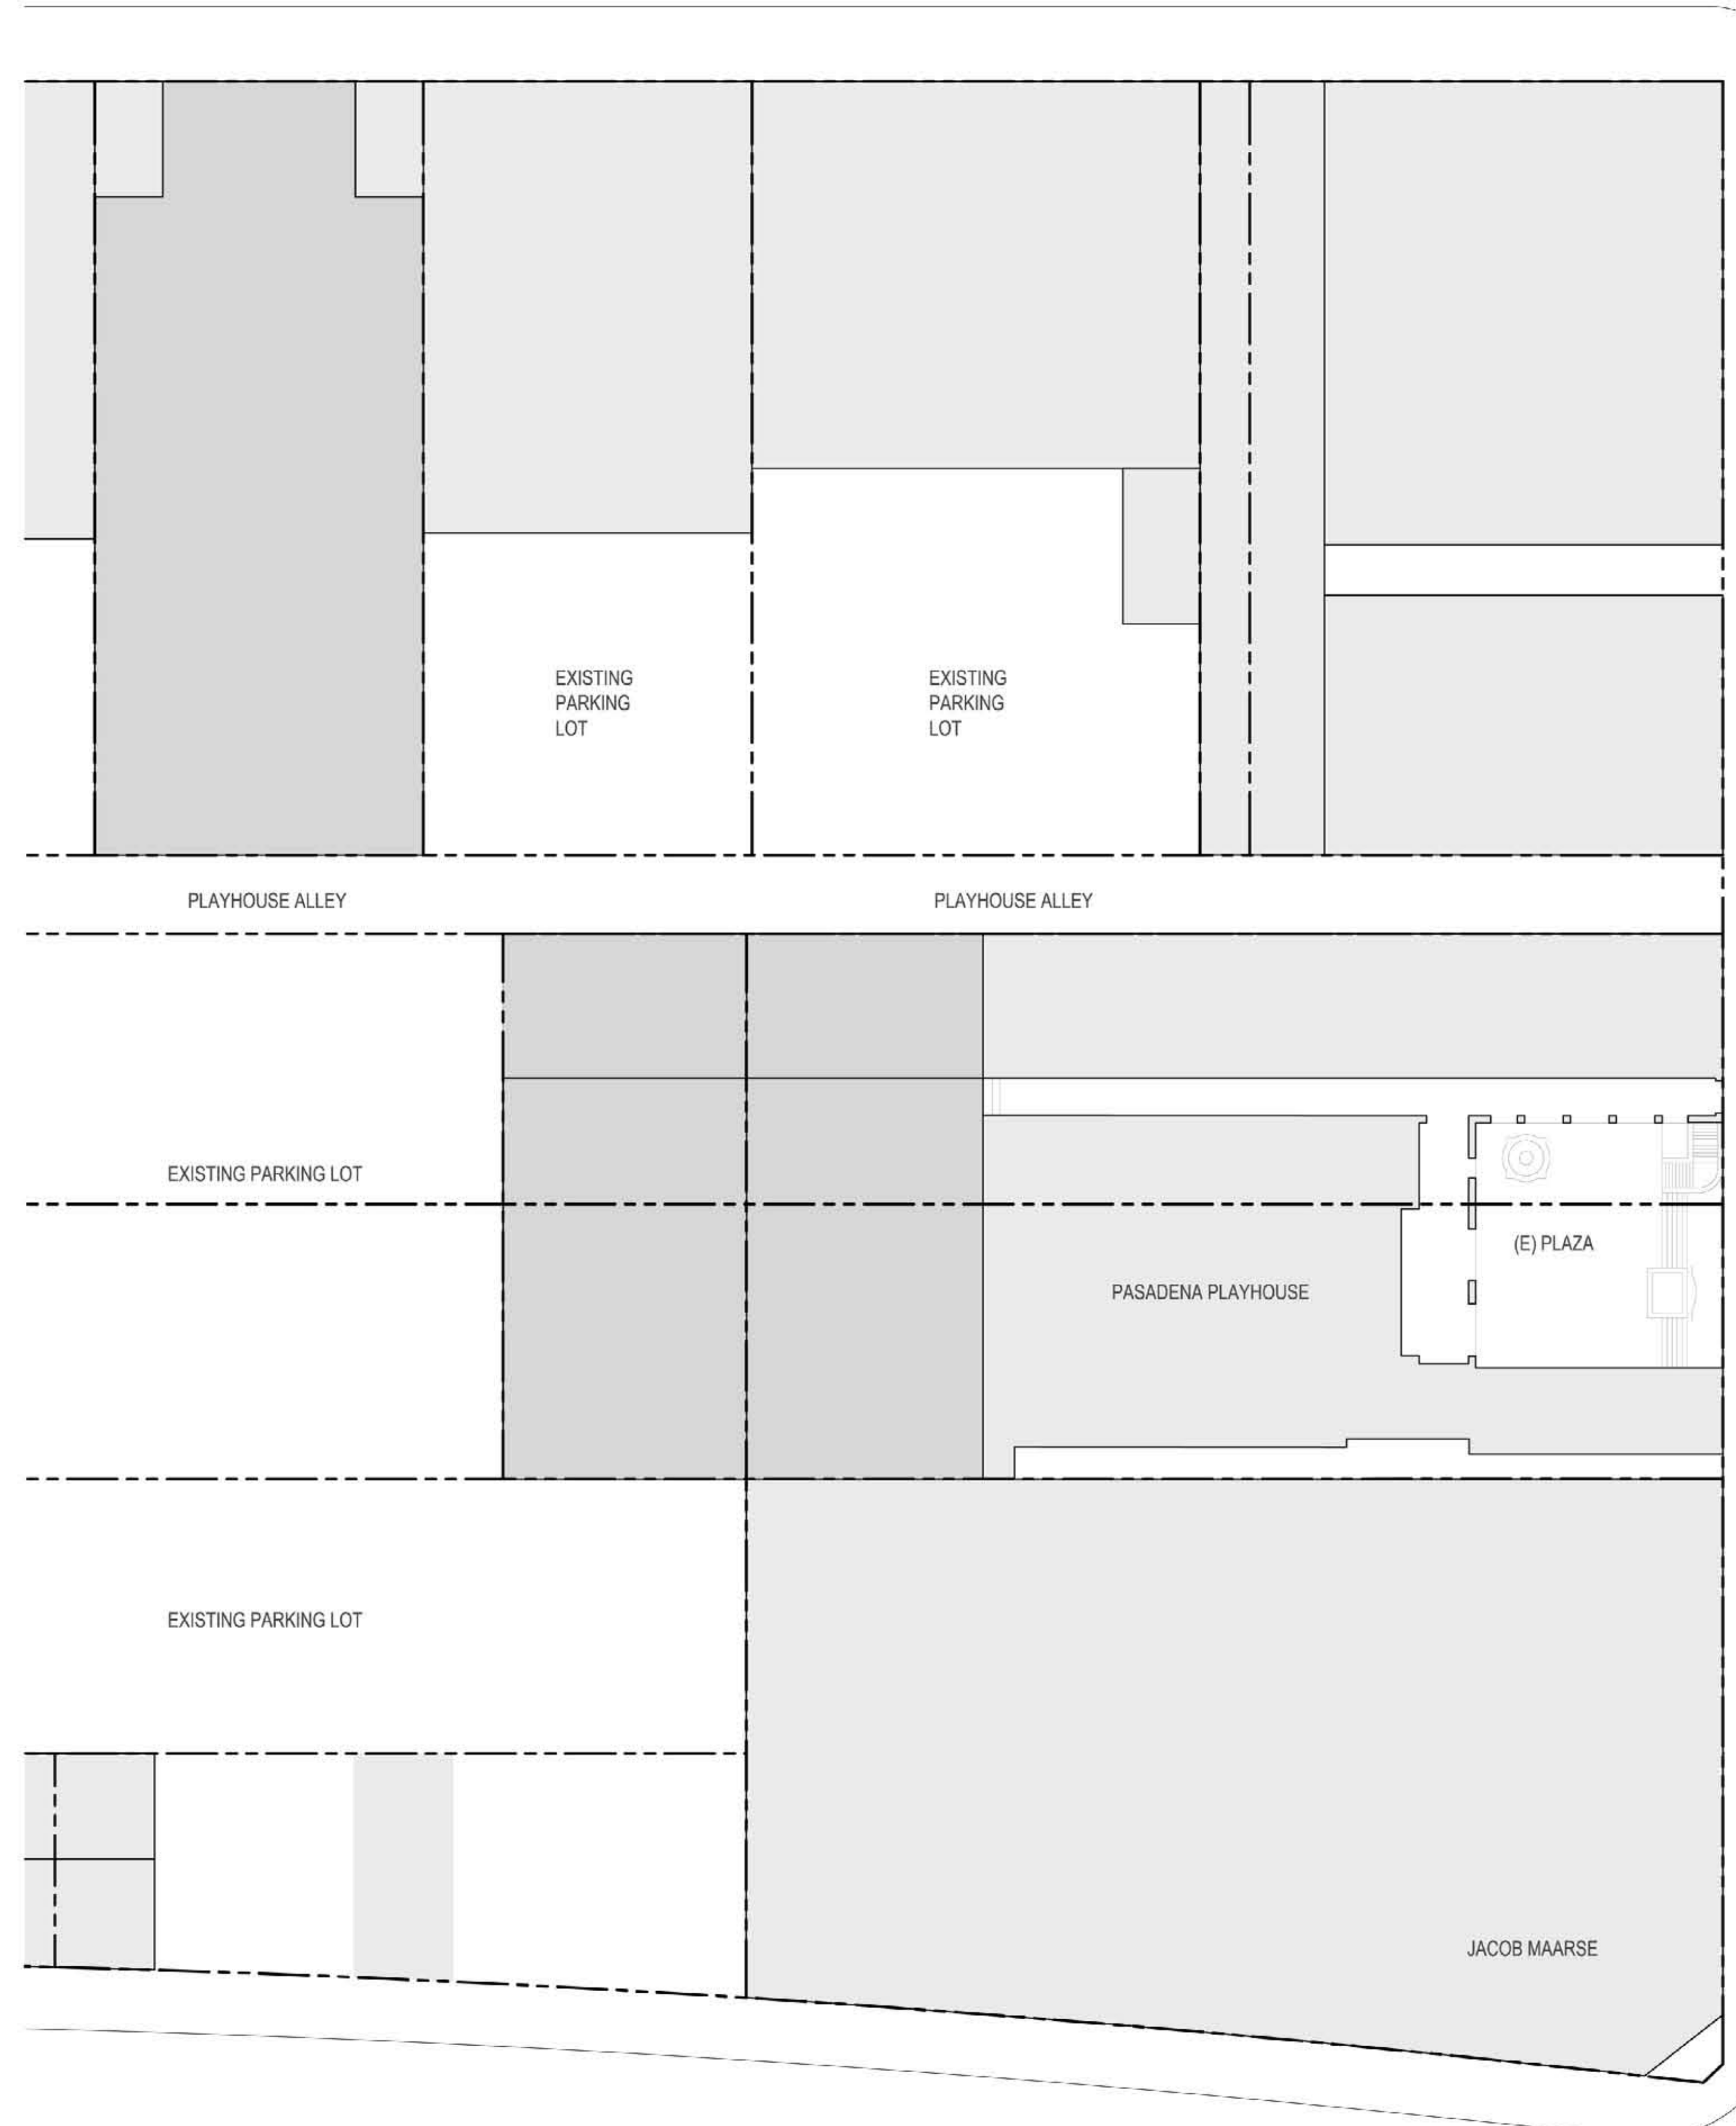 EXISTING
PARKING
LOT
EXISTING
PARKING
LOT
PLAYHOUSE ALLEY
PLAYHOUSE ALLEY
EXISTING PARKING LOT
(E) PLAZA
PASADENA PLAYHOUSE
EXISTING PARKING LOT
JACOB MAARSE